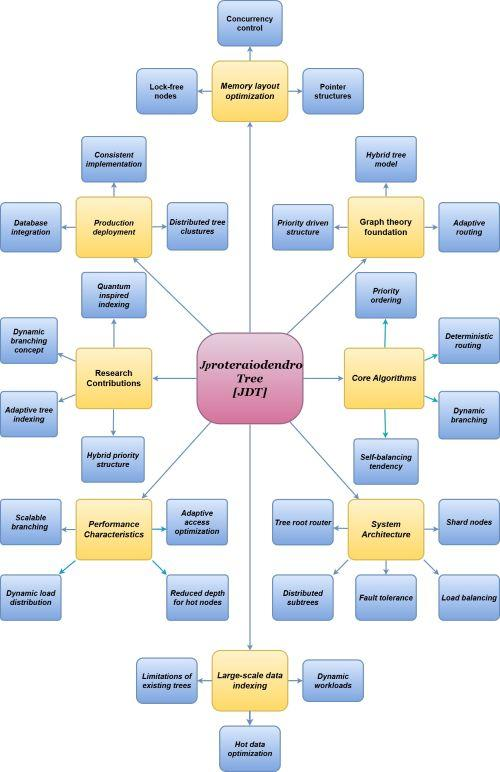 Concurrency
control
Lock-free
nodes
Memory layout
optimization
Pointer
structures
Consistent
implementation
Hybrid tree
model
Database
integration
Production
deployment
Distributed tree
clustures
Priority driven
structure
Graph theory
foundation
Adaptive
routing
Quantum
inspired
indexing
Priority
ordering
Dynamic
branching
concept
Research
Contributions
Jproteraiodendro
Tree
[JDT]
Core Algorithms
Deterministic
routing
Adaptive tree
indexing
Dynamic
branching
Hybrid priority
structure
Self-balancing
tendency
Scalable
branching
Performance
Characteristics
Adaptive
access
optimization
Tree root router
System
Architecture
Shard nodes
Dynamic load
distribution
Reduced depth
for hot nodes
Distributed
subtrees
Fault tolerance
Load balancing
Limitations of
existing trees
Large-scale data
indexing
Dynamic
workloads
Hot data
optimization